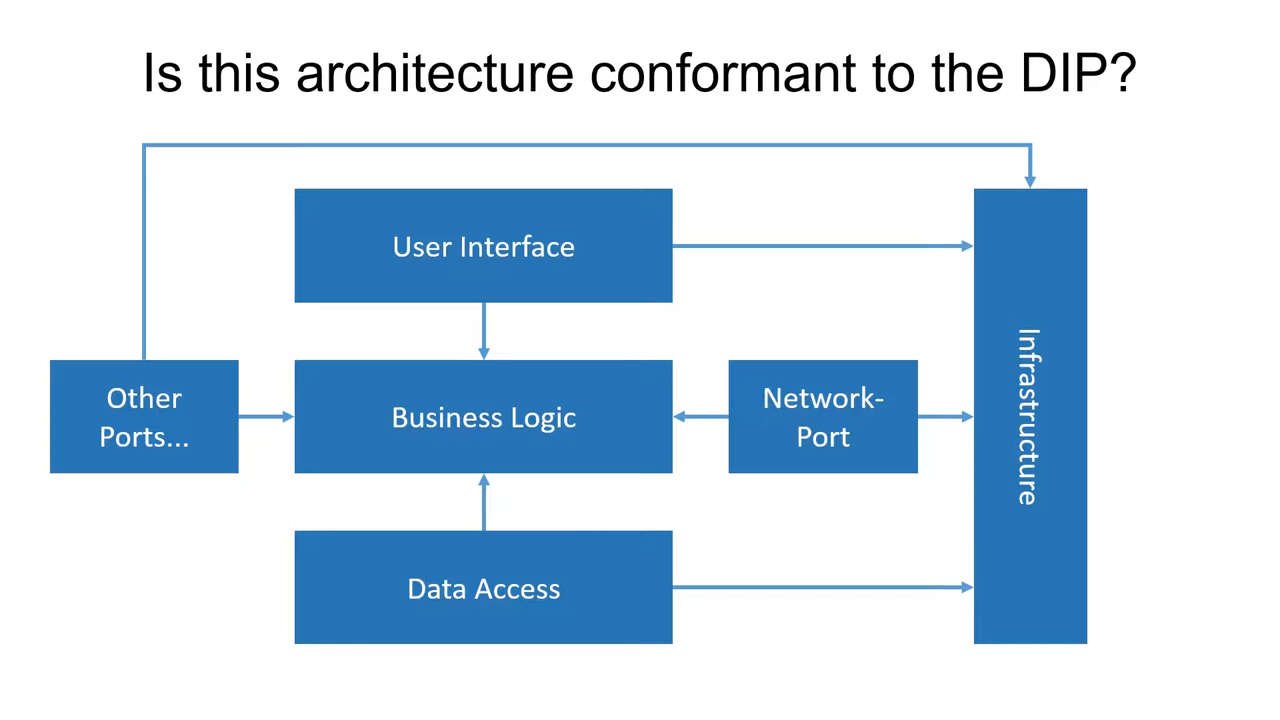 Is this architecture conformant to the DIP?
User Interface
Other
Ports...
Business Logic
Network-
Port
Infrastructure
Data Access